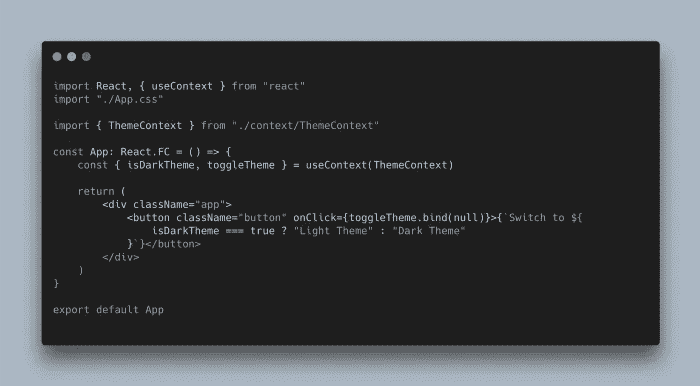 import React, { useContext } from "react"
import "./App.css"
import { ThemeContext } from "./context/ThemeContext"
const App: React.FC = () => {
    const { isDarkTheme, toggleTheme } = useContext(ThemeContext)
    return (
        <div className="app">
            <button className="button" onClick={toggleTheme.bind(null)}>{`Switch to ${
                isDarkTheme === true ? "Light Theme" : "Dark Theme"
            }`}</button>
        </div>
    )
}
export default App